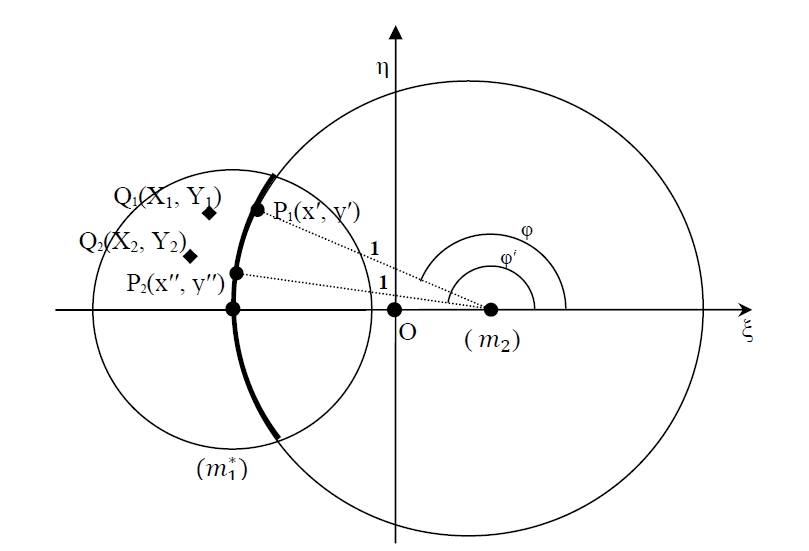 η
φ
Q₁(X₁, Y₁)
P₁(x′, y′)
Q₂(X₂, Y₂)
1
φ′
P₂(x″, y″)
1
O
(m₂)
ξ
(m₁*)